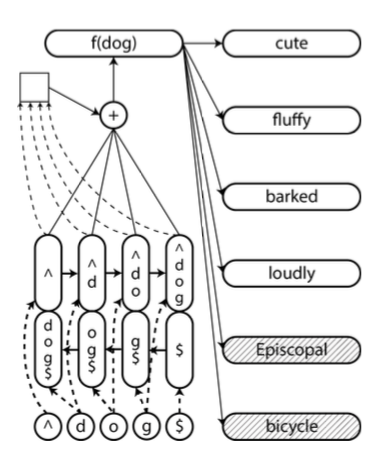 f(dog)
cute
+
fluffy
barked
^
^
d
^
d
o
^
d
o
g
loudly
d
o
g
$
o
g
$
g
$
$
Episcopal
^
d
o
g
$
bicycle